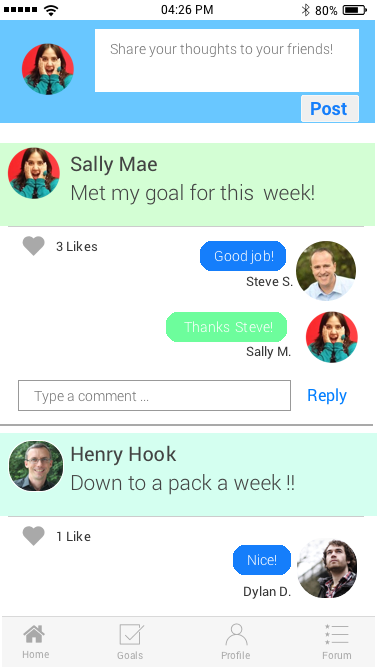 04:26 PM
80%
Share your thoughts to your friends!
Post
Sally Mae
Met my goal for this week!
3 Likes
Good job!
Steve S.
Thanks Steve!
Sally M.
Type a comment ...
Reply
Henry Hook
Down to a pack a week !!
1 Like
Nice!
Dylan D.
Home
Goals
Profile
Forum